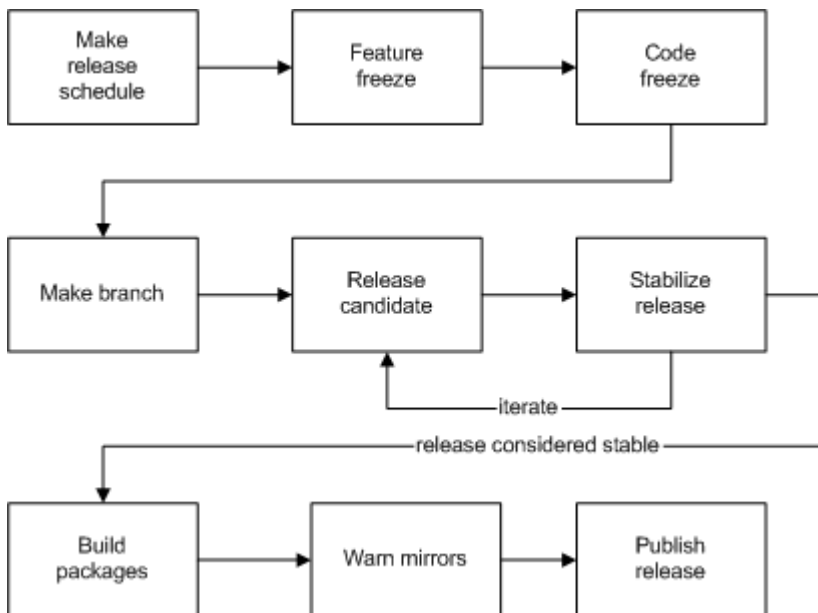 Make
release
schedule
Feature
freeze
Code
freeze
Make branch
Release
candidate
Stabilize
release
iterate
release considered stable
Build
packages
Warn mirrors
Publish
release